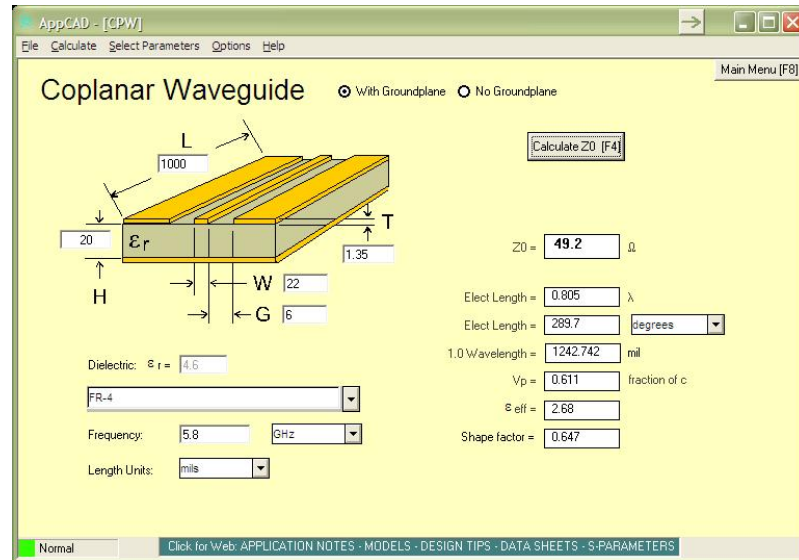 AppCAD - [CPW]
File Calculate Select Parameters Options Help
Main Menu [F8]
Coplanar Waveguide
With Groundplane No Groundplane
Calculate Z0 [F4]
L
1000
T
20
εr
1.35
H
W 22
G 6
Z0 = 49.2 Ω
Elect Length = 0.805 λ
Elect Length = 289.7 degrees
1.0 Wavelength = 1242.742 mil
Vp = 0.611 fraction of c
ε eff = 2.68
Shape factor = 0.647
Dielectric: ε r = 4.6
FR-4
Frequency: 5.8 GHz
Length Units: mils
Normal
Click for Web: APPLICATION NOTES - MODELS - DESIGN TIPS - DATA SHEETS - S-PARAMETERS